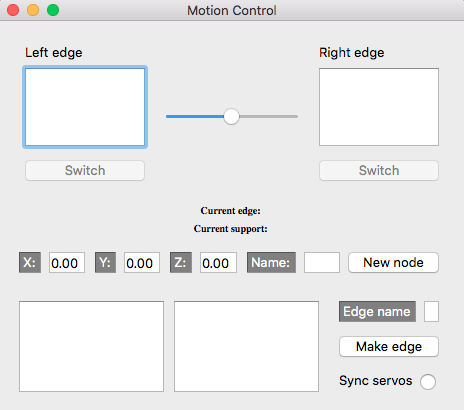 Motion Control
Left edge Right edge
Switch Switch
Current edge:
Current support:
X: 0.00 Y: 0.00 Z: 0.00 Name: New node
Edge name
Make edge
Sync servos